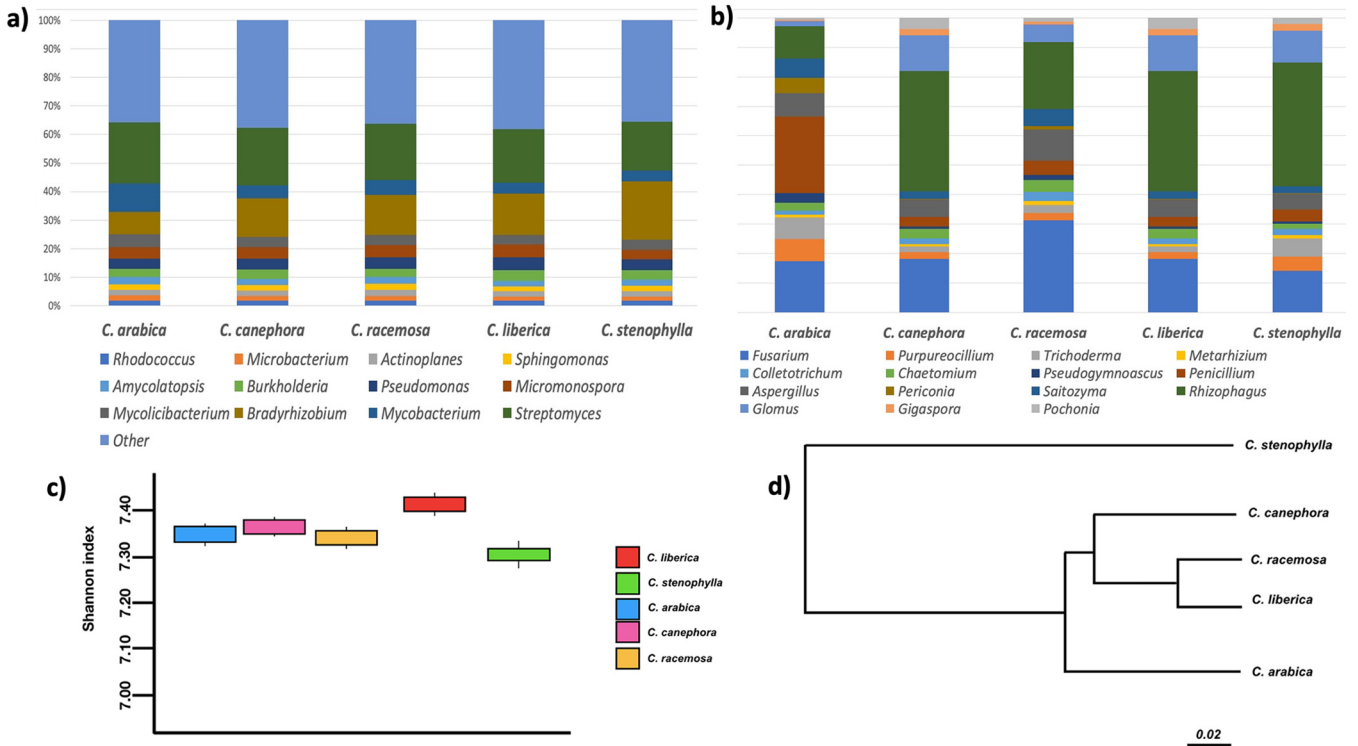 a)
100%
90%
80%
70%
60%
50%
40%
30%
20%
10%
0%
C. arabica C. canephora C. racemosa C. liberica C. stenophylla
Rhodococcus Microbacterium Actinoplanes Sphingomonas
Amycolatopsis Burkholderia Pseudomonas Micromonospora
Mycolicibacterium Bradyrhizobium Mycobacterium Streptomyces
Other
b)
C. arabica C. canephora C. racemosa C. liberica C. stenophylla
Fusarium Purpureocillium Trichoderma Metarhizium
Colletotrichum Chaetomium Pseudogymnoascus Penicillium
Aspergillus Periconia Saitozyma Rhizophagus
Glomus Gigaspora Pochonia
c)
Shannon index
7.40
7.30
7.20
7.10
7.00
C. liberica
C. stenophylla
C. arabica
C. canephora
C. racemosa
d)
C. stenophylla
C. canephora
C. racemosa
C. liberica
C. arabica
0.02